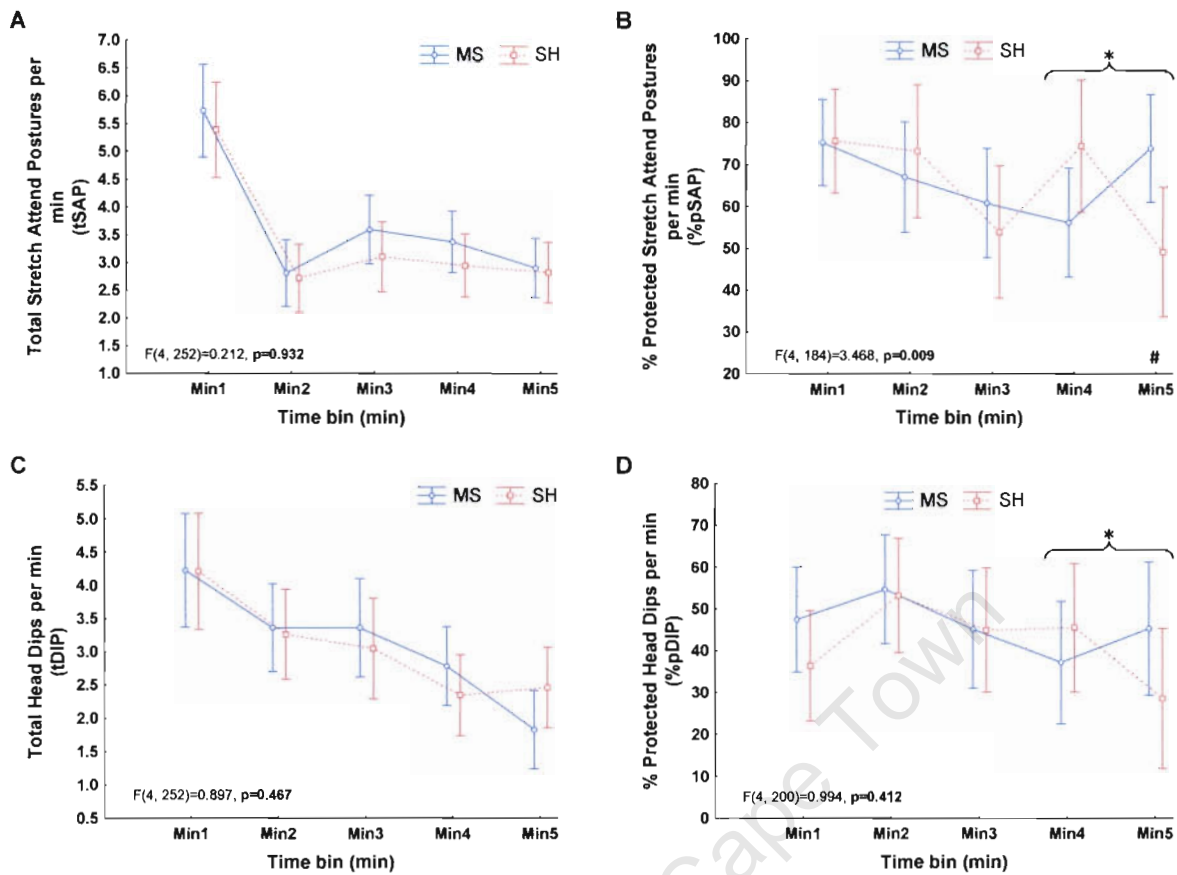 A
Total Stretch Attend Postures per
min
(tSAP)
7.0
6.5
6.0
5.5
5.0
4.5
4.0
3.5
3.0
2.5
2.0
1.5
1.0
MS SH
F(4, 252)=0.212, p=0.932
Min1 Min2 Min3 Min4 Min5
Time bin (min)
B
% Protected Stretch Attend Postures
per min
(%pSAP)
100
90
80
70
60
50
40
30
20
MS SH
*
F(4, 184)=3.468, p=0.009
#
Min1 Min2 Min3 Min4 Min5
Time bin (min)
C
Total Head Dips per min
(tDIP)
5.5
5.0
4.5
4.0
3.5
3.0
2.5
2.0
1.5
1.0
0.5
MS SH
F(4, 252)=0.897, p=0.467
Min1 Min2 Min3 Min4 Min5
Time bin (min)
D
% Protected Head Dips per min
(%pDIP)
80
70
60
50
40
30
20
10
0
MS SH
*
F(4, 200)=0.994, p=0.412
Min1 Min2 Min3 Min4 Min5
Time bin (min)
Cape Town